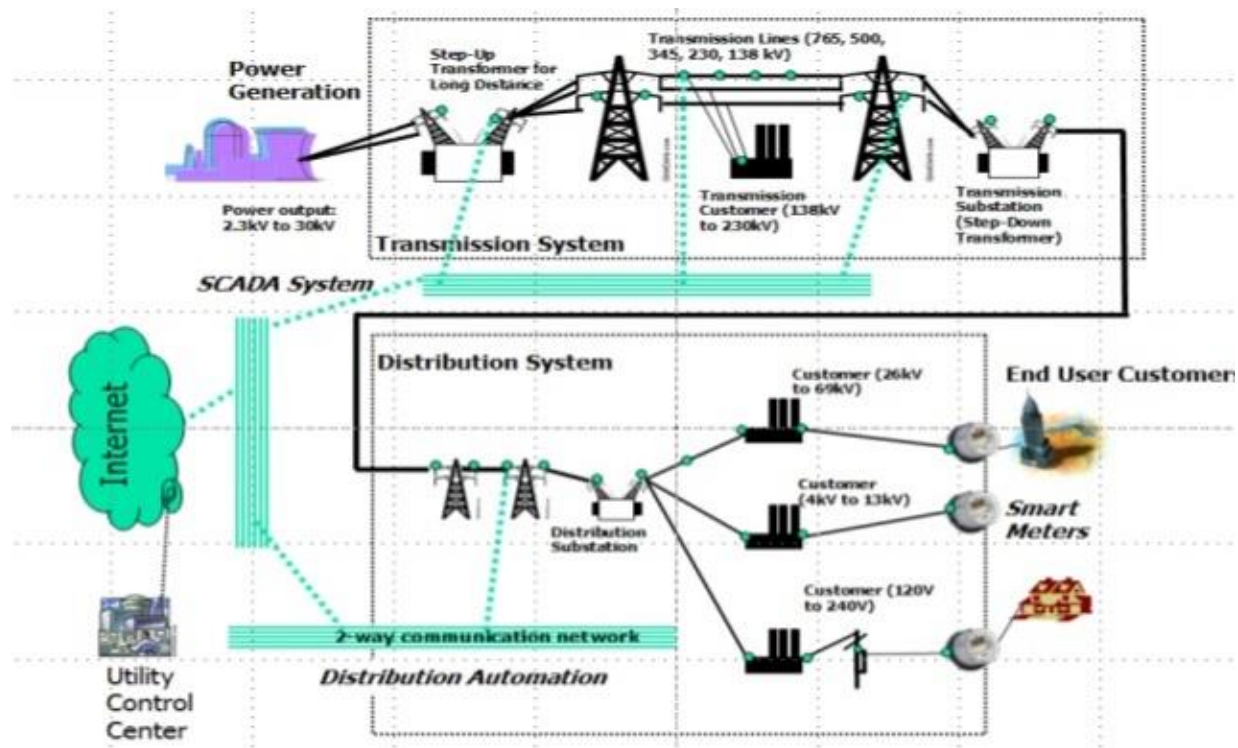 Power
Generation
Step-Up
Transformer for
Long Distance
Transmission Lines (765, 500,
345, 230, 138 kV)
Power output:
2.3kV to 30kV
Transmission
Customer (138kV
to 230kV)
Transmission
Substation
(Step-Down
Transformer)
Transmission System
SCADA System
Distribution System
Internet
Customer (26kV
to 69kV)
End User Customers
Customer
(4kV to 13kV)
Smart
Meters
Distribution
Substation
Customer (120V
to 240V)
2-way communication network
Distribution Automation
Utility
Control
Center